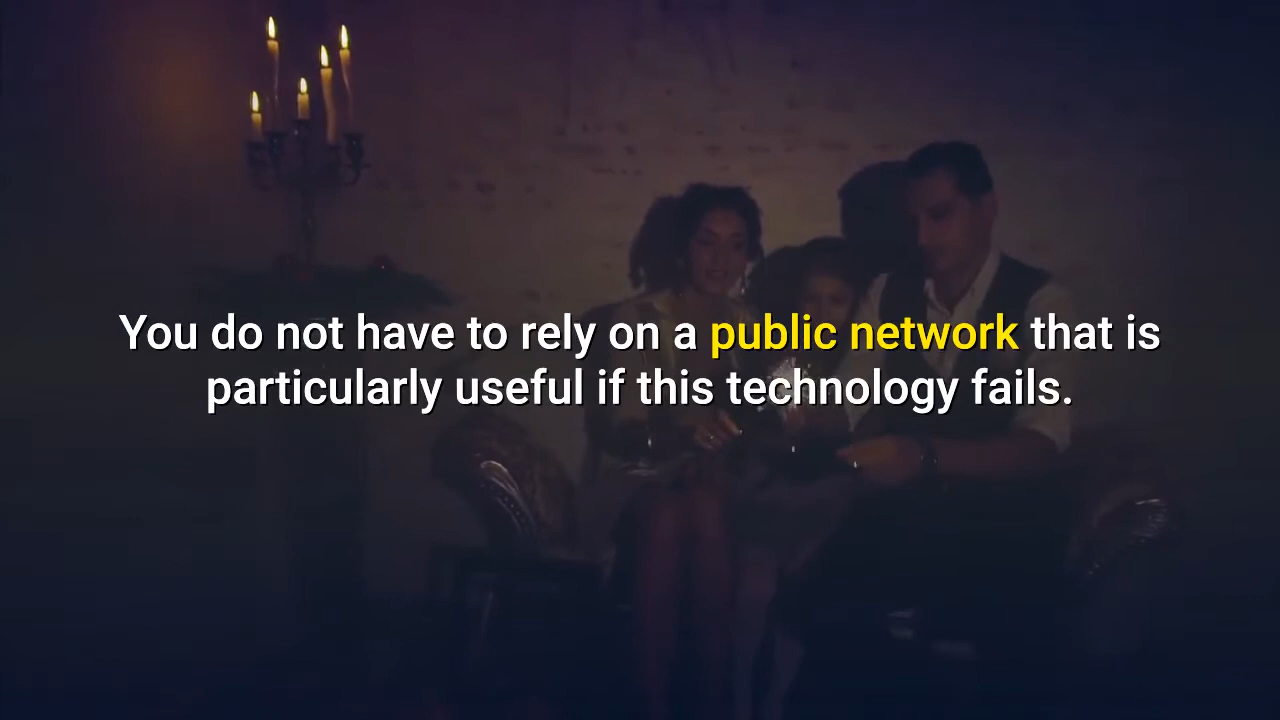 You do not have to rely on a public network that is
particularly useful if this technology fails.